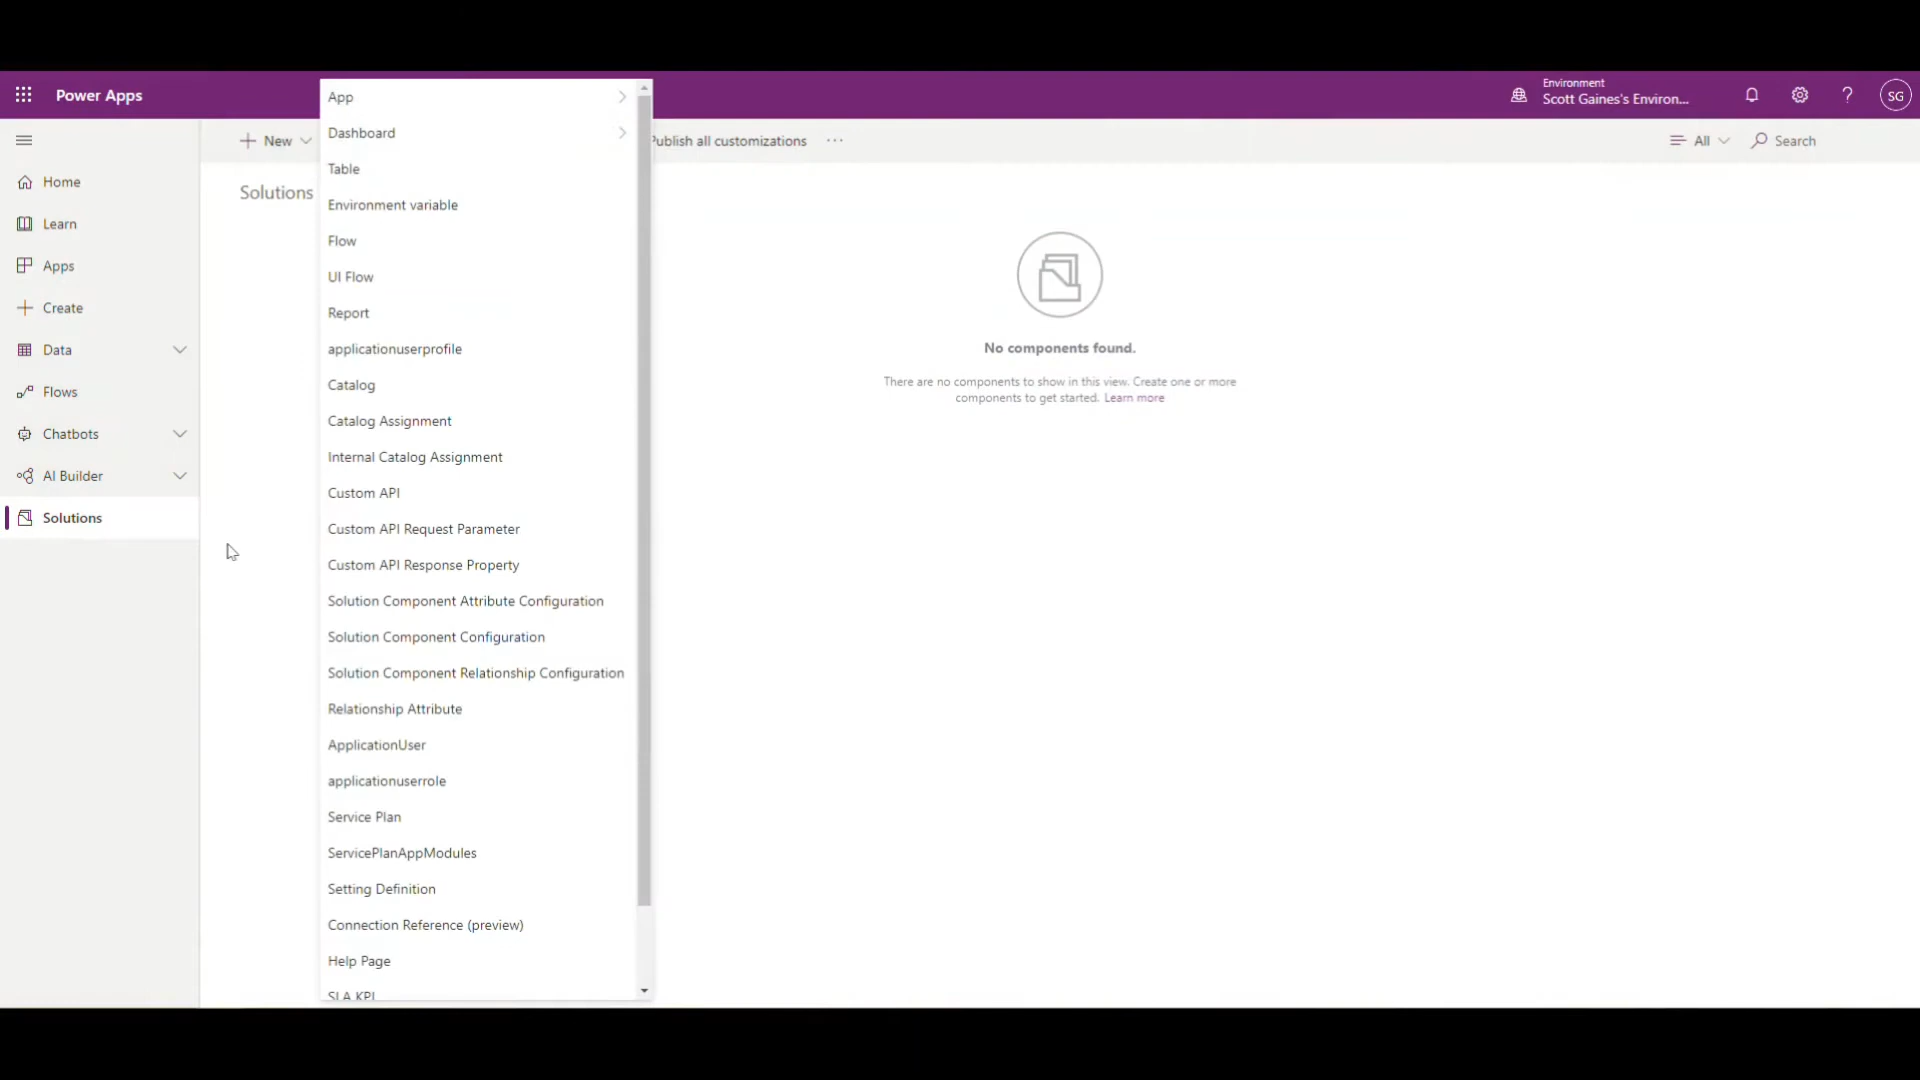 Power Apps
Environment
Scott Gaines's Environ...
?
SG
New
Publish all customizations
...
All
Search
Home
Learn
Apps
Create
Data
Flows
Chatbots
AI Builder
Solutions
Solutions
App
Dashboard
Table
Environment variable
Flow
UI Flow
Report
applicationuserprofile
Catalog
Catalog Assignment
Internal Catalog Assignment
Custom API
Custom API Request Parameter
Custom API Response Property
Solution Component Attribute Configuration
Solution Component Configuration
Solution Component Relationship Configuration
Relationship Attribute
ApplicationUser
applicationuserrole
Service Plan
ServicePlanAppModules
Setting Definition
Connection Reference (preview)
Help Page
SLA KPI
No components found.
There are no components to show in this view. Create one or more
components to get started. Learn more